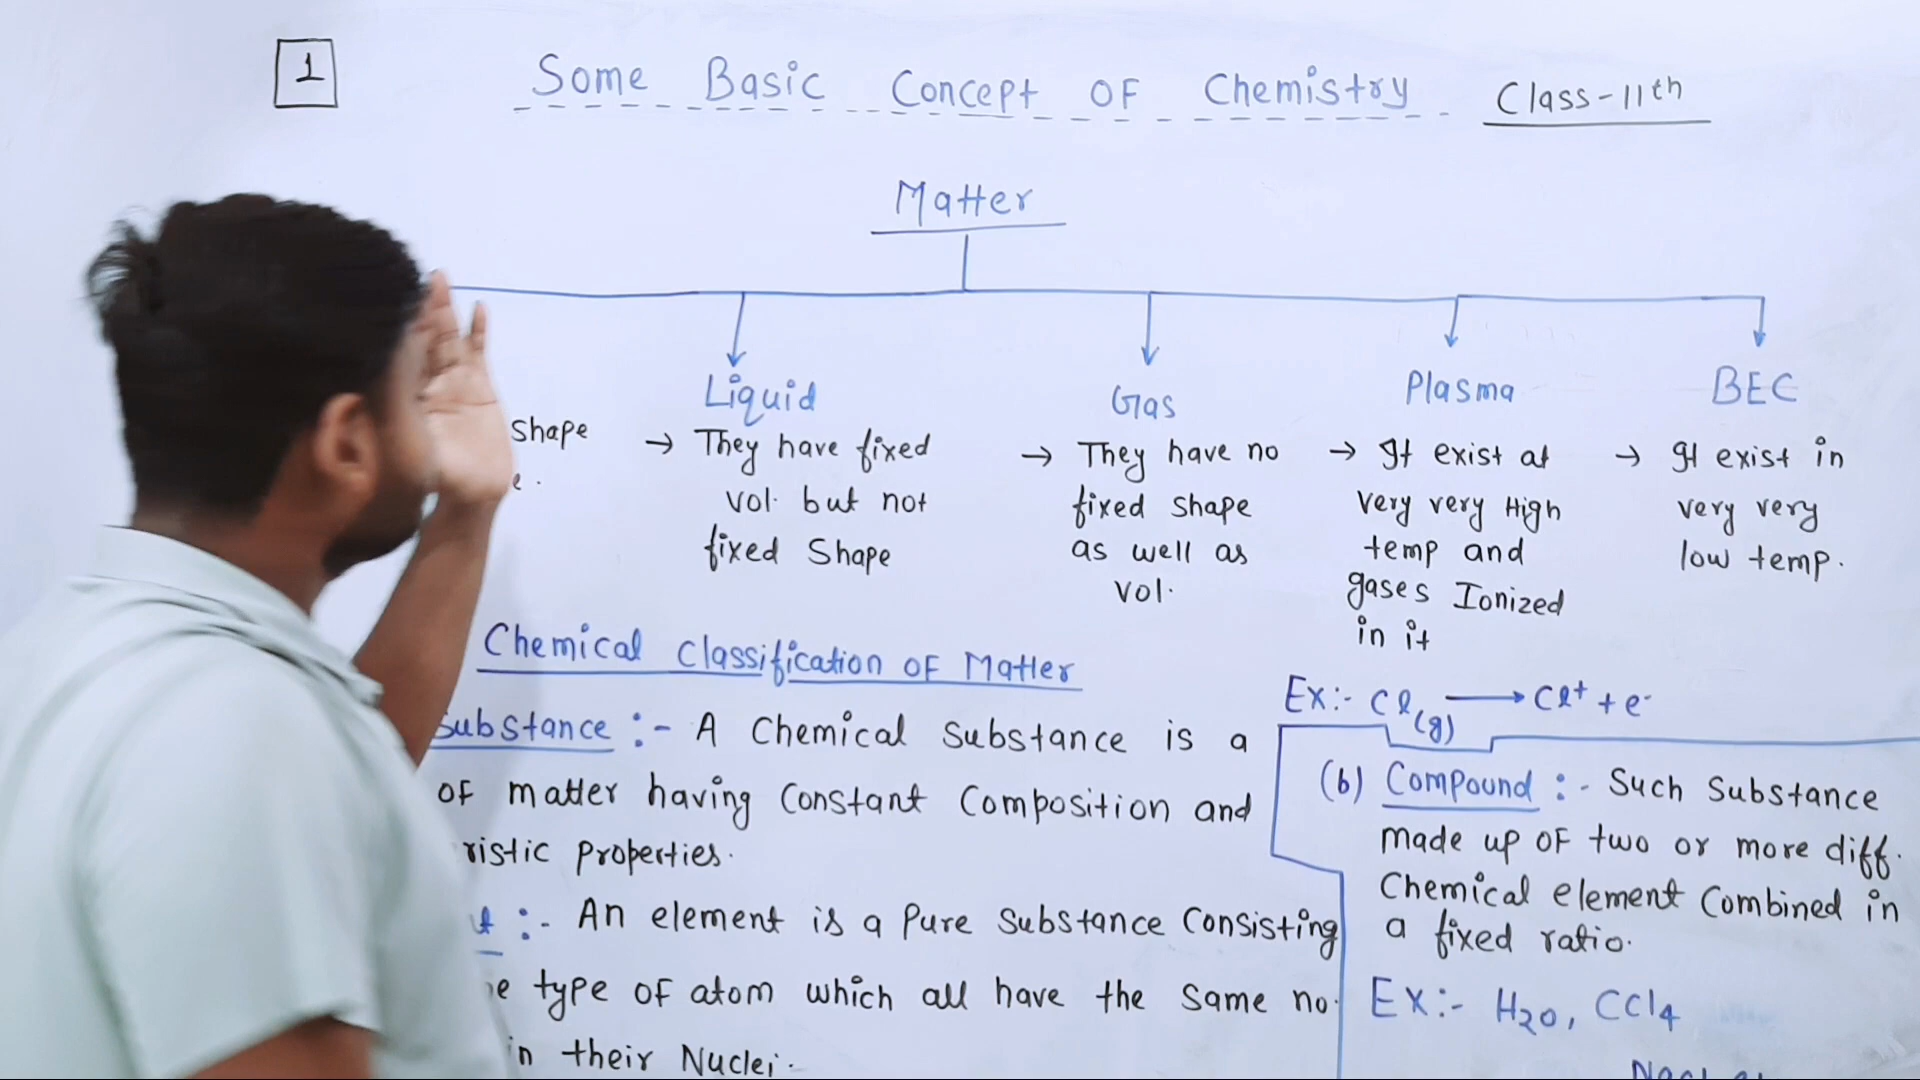 1
Some Basic Concept OF Chemistry Class-11th
Matter
Liquid
Gas
Plasma
BEC
shape
→ They have fixed
vol. but not
fixed Shape
→ They have no
fixed shape
as well as
vol.
→ It exist at
very very High
temp and
gases Ionized
in it
Ex:- Cl(g) ⟶ Cl⁺ + e⁻
→ It exist in
very very
low temp.
Chemical Classification OF Matter
Substance :- A Chemical Substance is a
OF matter having Constant Composition and
ristic properties.
:- An element is a Pure Substance Consisting
type OF atom which all have the same no.
in their Nuclei.
(b) Compound :- Such Substance
made up OF two or more diff.
Chemical element Combined in
a fixed ratio.
Ex:- H₂O, CCl₄